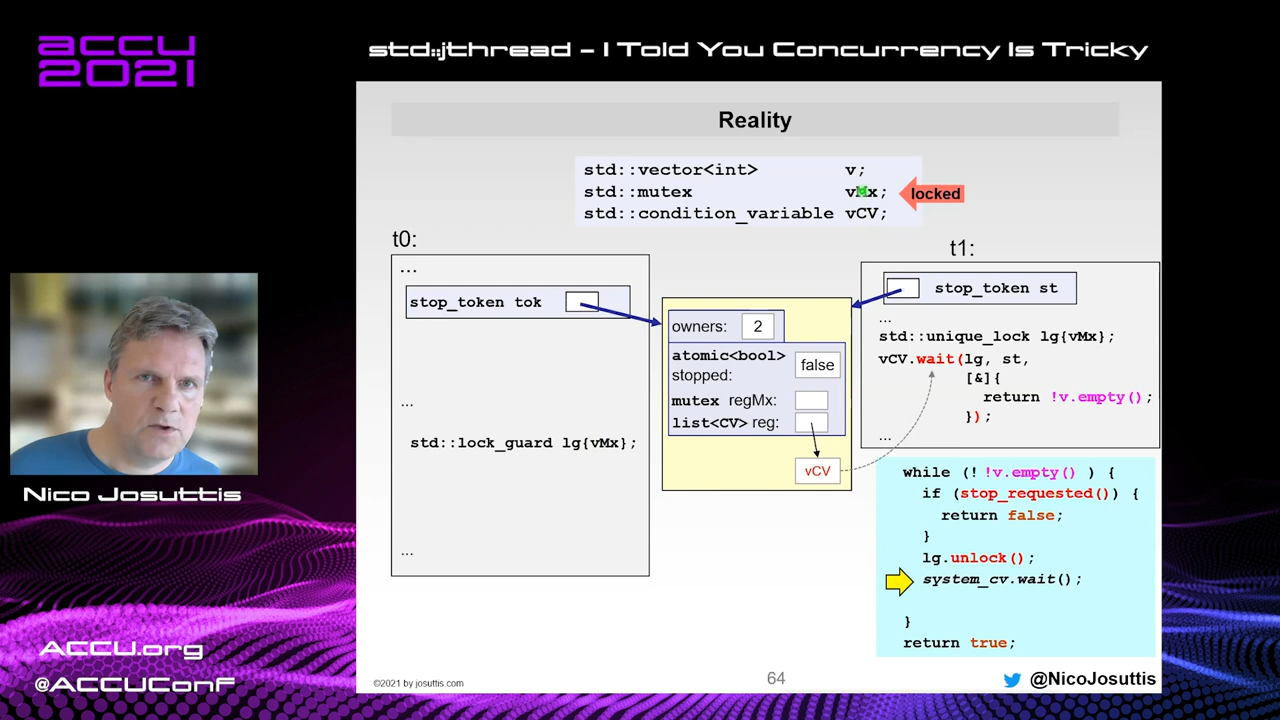 accu
2021
std::jthread – I Told You Concurrency Is Tricky
Reality
std::vector<int> v;
std::mutex vMx;
std::condition_variable vCV;
locked
t0:
...
stop_token tok
...
std::lock_guard lg{vMx};
...
owners: 2
atomic<bool>
stopped: false
mutex regMx:
list<CV> reg:
vCV
t1:
stop_token st
...
std::unique_lock lg{vMx};
vCV.wait(lg, st,
[&]{
return !v.empty();
});
...
while (! !v.empty() ) {
if (stop_requested()) {
return false;
}
lg.unlock();
system_cv.wait();
}
return true;
Nico Josuttis
ACCU.org
@ACCUConf
©2021 by josuttis.com
64
@NicoJosuttis